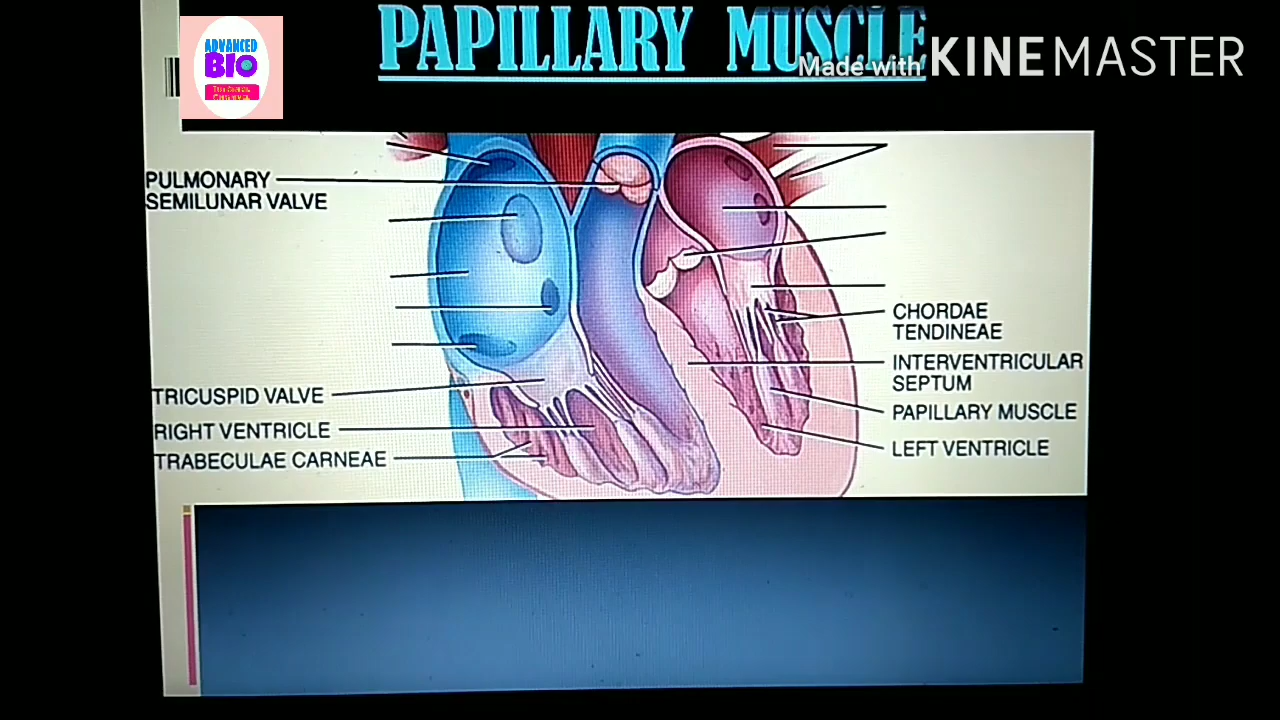 PAPILLARY MUSCLE
Made with KINEMASTER
ADVANCED
BIO
PULMONARY
SEMILUNAR VALVE
TRICUSPID VALVE
RIGHT VENTRICLE
TRABECULAE CARNEAE
CHORDAE
TENDINEAE
INTERVENTRICULAR
SEPTUM
PAPILLARY MUSCLE
LEFT VENTRICLE